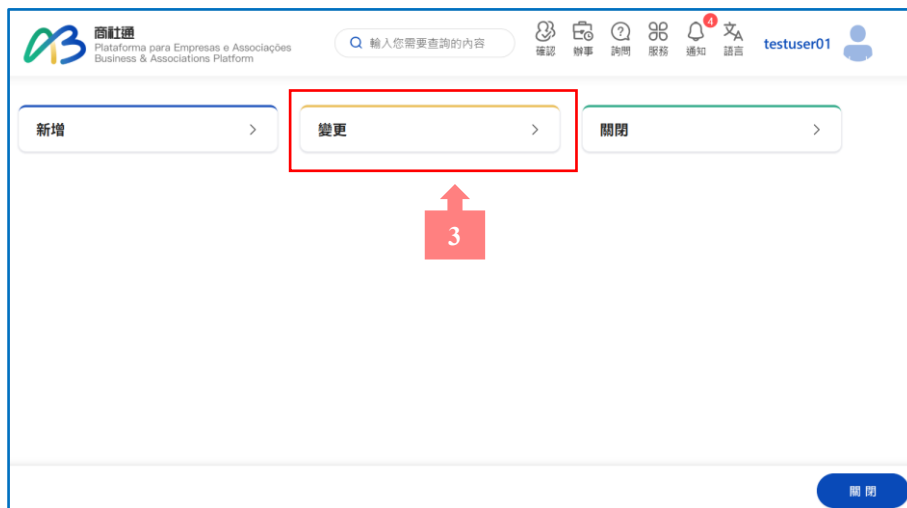 商社通
Plataforma para Empresas e Associações
Business & Associations Platform
輸入您需要查詢的內容
確認
辦事
詢問
服務
4
通知
語言
testuser01
新增
變更
關閉
3
關閉